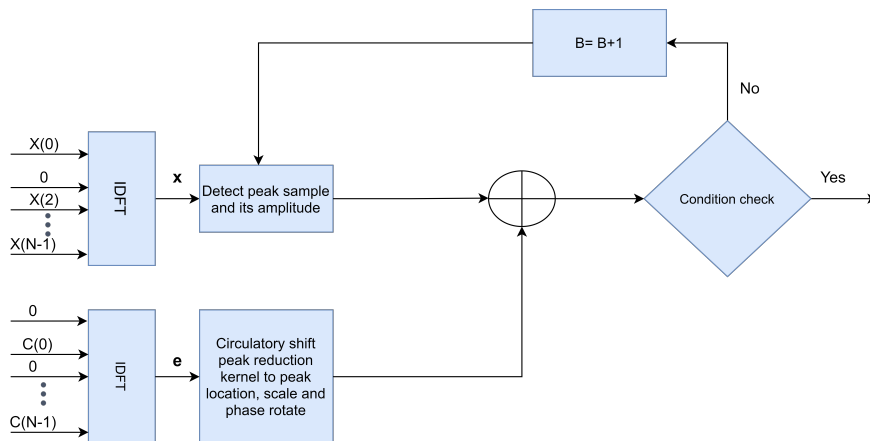 B= B+1
No
X(0)
0
X(2)
X(N-1)
IDFT
x
Detect peak sample
and its amplitude
Condition check
Yes
0
C(0)
0
C(N-1)
IDFT
e
Circulatory shift
peak reduction
kernel to peak
location, scale and
phase rotate